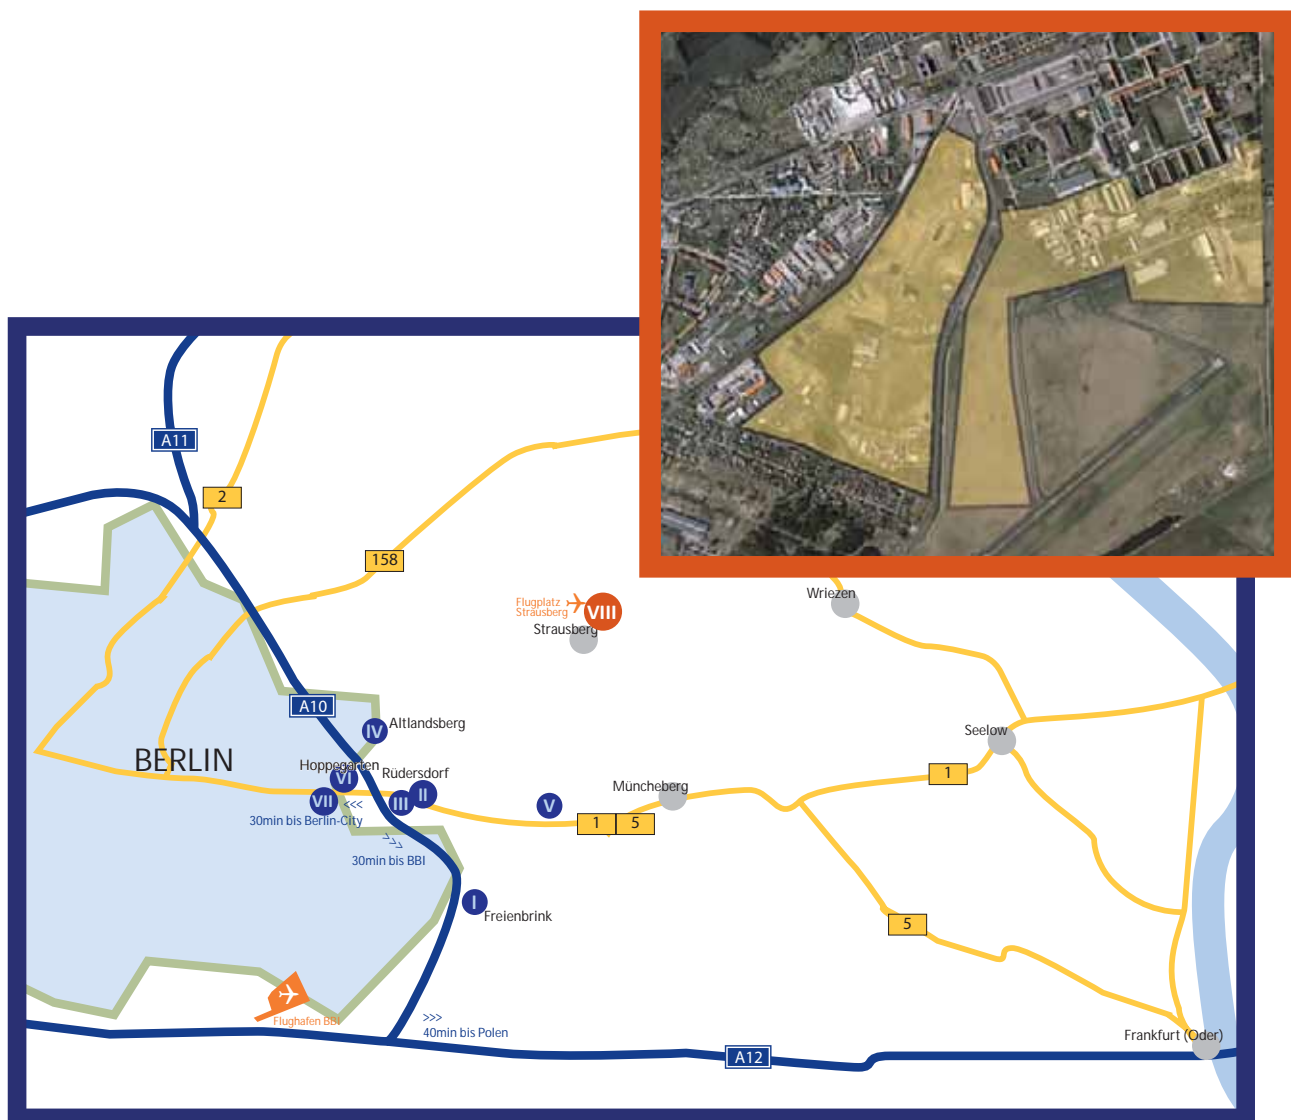 A11
2
158
Flugplatz
Strausberg
VIII
Strausberg
Wriezen
A10
IV
Altlandsberg
BERLIN
Hoppegarten
VI
Rüdersdorf
VII
III
II
V
Müncheberg
Seelow
1
<<<
30min bis Berlin-City
1
5
>>>
30min bis BBI
I
Freienbrink
5
Flughafen BBI
>>>
40min bis Polen
A12
Frankfurt (Oder)